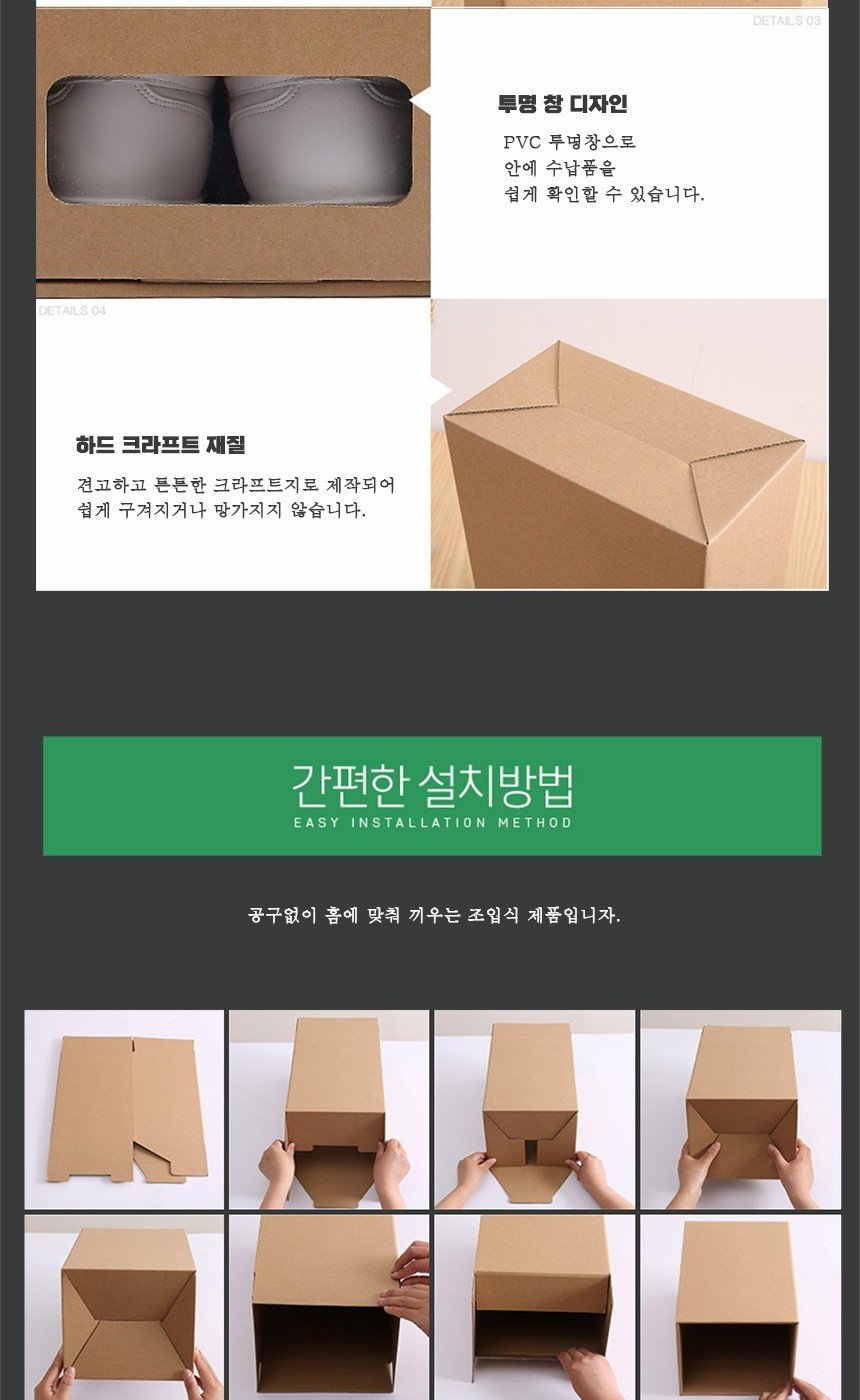 DETAILS 03
투명 창 디자인
PVC 투명창으로
안에 수납품을
쉽게 확인할 수 있습니다.
DETAILS 04
하드 크라프트 재질
견고하고 튼튼한 크라프트지로 제작되어
쉽게 구겨지거나 망가지지 않습니다.
간편한 설치방법
EASY INSTALLATION METHOD
공구없이 홈에 맞춰 끼우는 조입식 제품입니자.